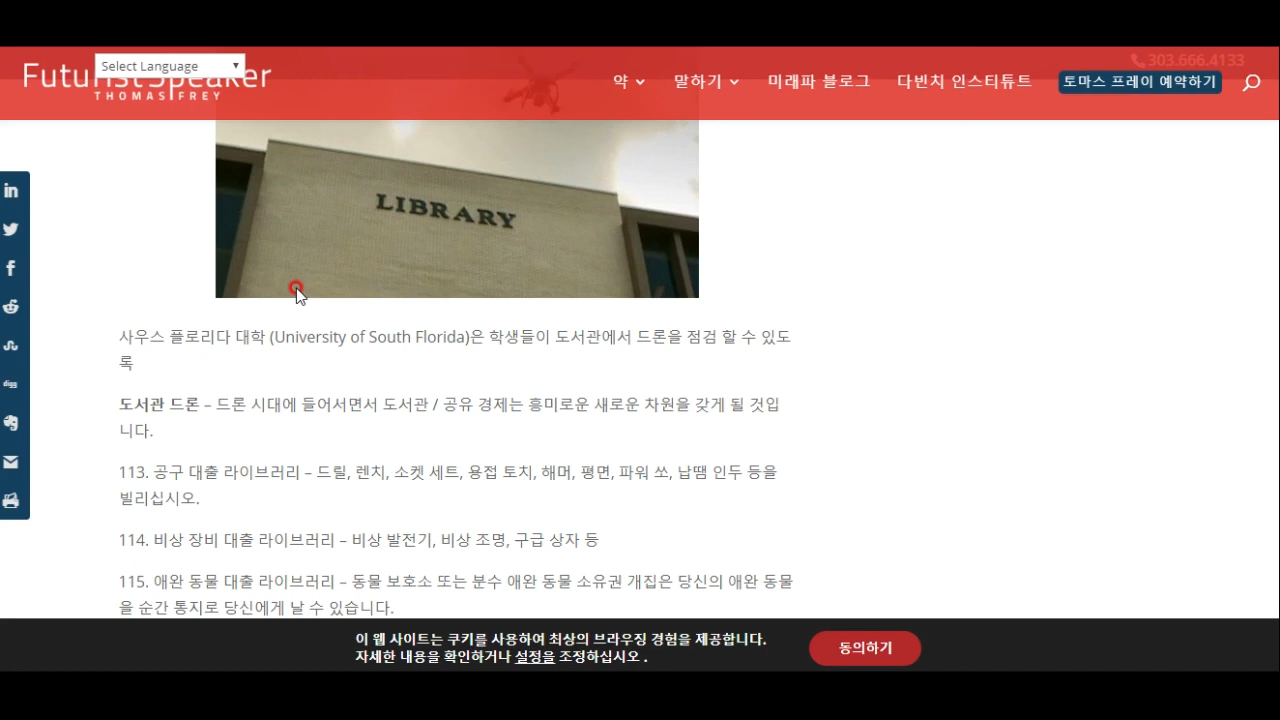 Select Language ▼
Futurist Speaker
THOMAS FREY
303.666.4133
약
말하기
미래파 블로그
다빈치 인스티튜트
토마스 프레이 예약하기
LIBRARY
in
digg
사우스 플로리다 대학 (University of South Florida)은 학생들이 도서관에서 드론을 점검 할 수 있도
록
도서관 드론 – 드론 시대에 들어서면서 도서관 / 공유 경제는 흥미로운 새로운 차원을 갖게 될 것입
니다.
113. 공구 대출 라이브러리 – 드릴, 렌치, 소켓 세트, 용접 토치, 해머, 평면, 파워 쏘, 납땜 인두 등을
빌리십시오.
114. 비상 장비 대출 라이브러리 – 비상 발전기, 비상 조명, 구급 상자 등
115. 애완 동물 대출 라이브러리 – 동물 보호소 또는 분수 애완 동물 소유권 개집은 당신의 애완 동물
을 순간 통지로 당신에게 날 수 있습니다.
이 웹 사이트는 쿠키를 사용하여 최상의 브라우징 경험을 제공합니다.
자세한 내용을 확인하거나 설정을 조정하십시오 .
동의하기